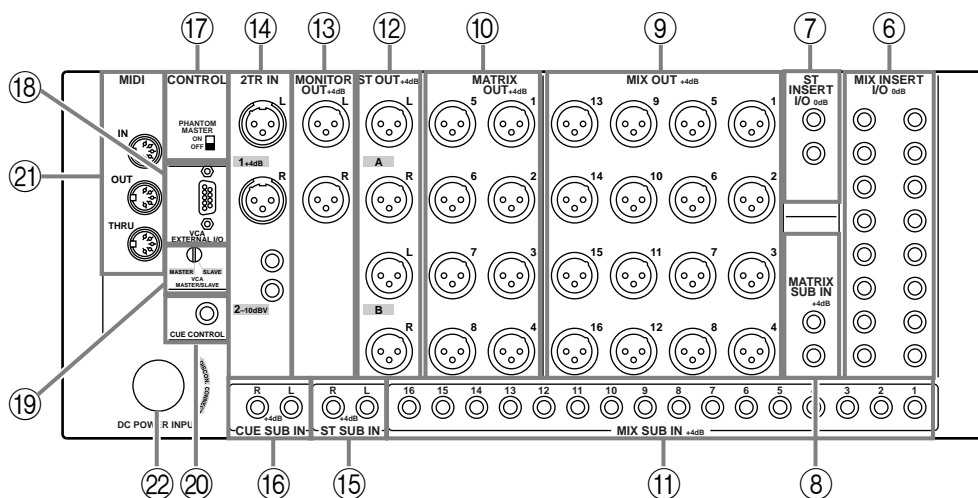 ⑰ ⑭ ⑬ ⑫ ⑩ ⑨ ⑦ ⑥
MIDI
CONTROL
2TR IN
MONITOR
OUT+4dB
ST OUT+4dB
MATRIX
OUT+4dB
MIX OUT +4dB
ST
INSERT
I/O 0dB
MIX INSERT
I/O 0dB
⑱
㉑
⑲
IN
OUT
THRU
PHANTOM
MASTER
ON
OFF
VCA
EXTERNAL I/O
MASTER SLAVE
VCA
MASTER/SLAVE
CUE CONTROL
L
1+4dB
R
2–10dBV
L
R
L
A
R
L
B
R
5 1
6 2
7 3
8 4
13 9 5 1
14 10 6 2
15 11 7 3
16 12 8 4
MATRIX
SUB IN
+4dB
DC POWER INPUT
DISCON. CONNECT
R L
+4dB
CUE SUB IN
R L
+4dB
ST SUB IN
16 15 14 13 12 11 10 9 8 7 6 5 3 2 1
MIX SUB IN +4dB
㉒ ⑳ ⑯ ⑮ ⑪ ⑧